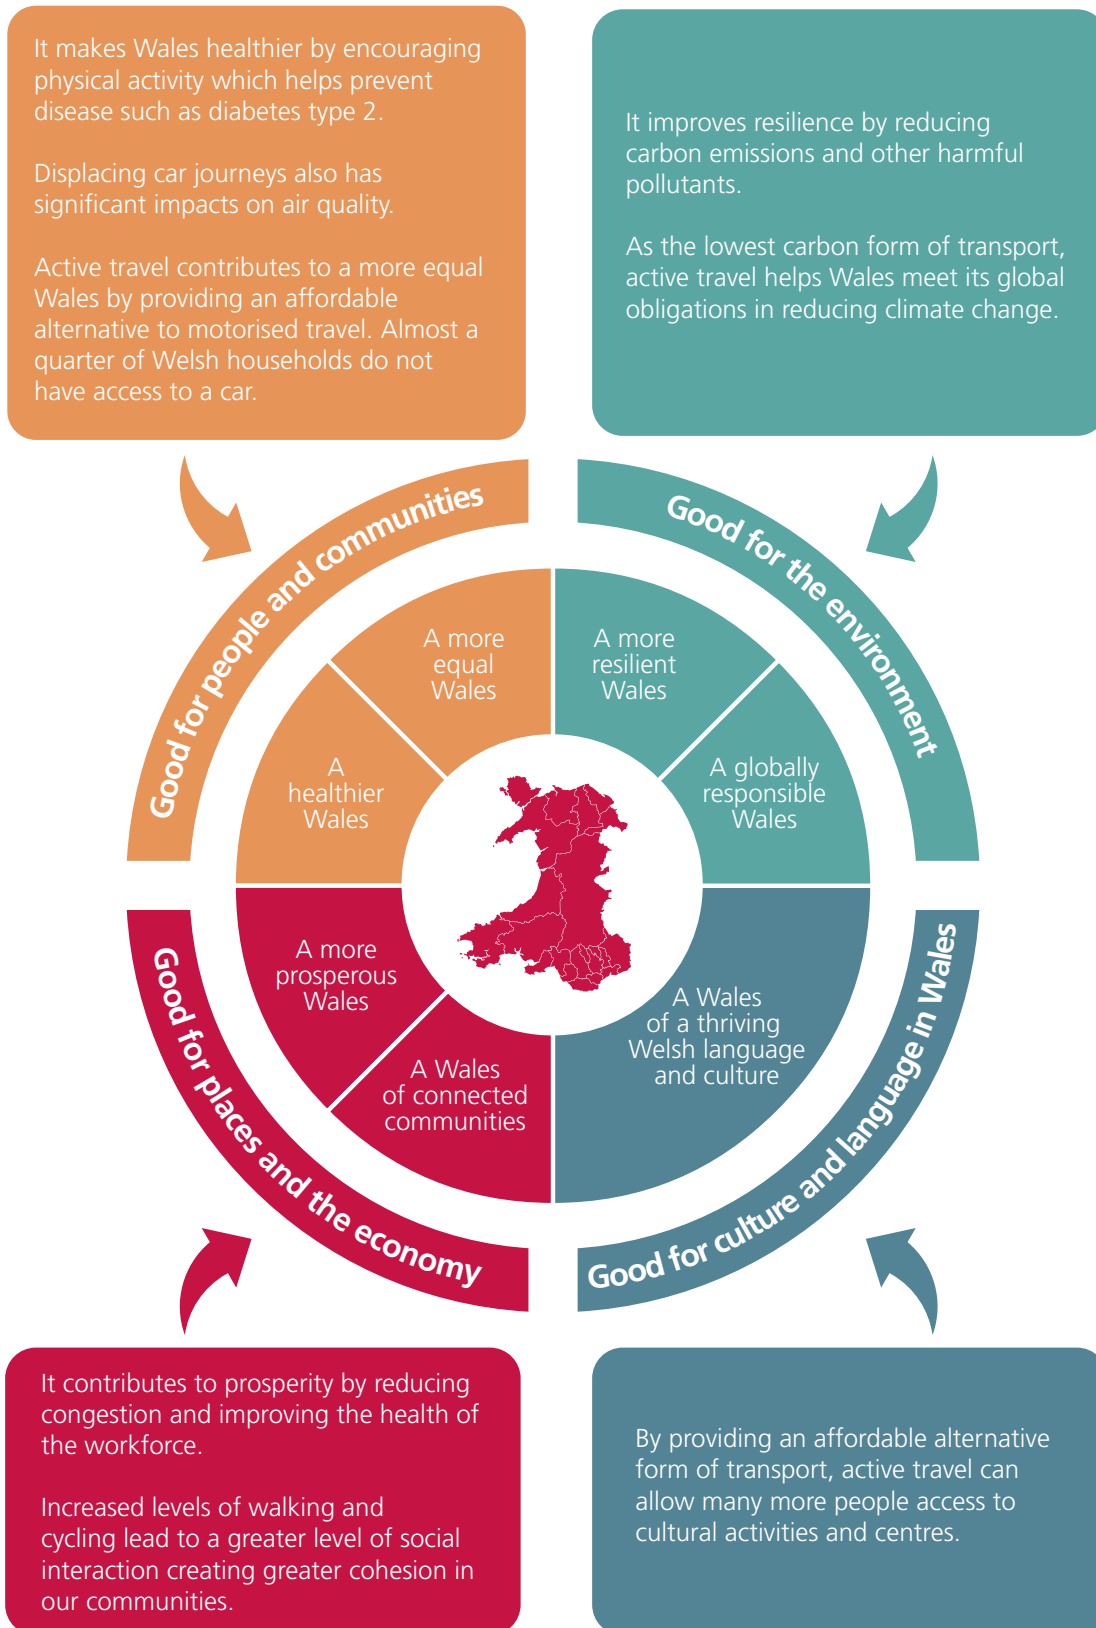 It makes Wales healthier by encouraging
physical activity which helps prevent
disease such as diabetes type 2.
Displacing car journeys also has
significant impacts on air quality.
Active travel contributes to a more equal
Wales by providing an affordable
alternative to motorised travel. Almost a
quarter of Welsh households do not
have access to a car.
It improves resilience by reducing
carbon emissions and other harmful
pollutants.
As the lowest carbon form of transport,
active travel helps Wales meet its global
obligations in reducing climate change.
Good for people and communities
Good for the environment
A more
equal
Wales
A more
resilient
Wales
A
healthier
Wales
A globally
responsible
Wales
A more
prosperous
Wales
A Wales
of connected
communities
A Wales
of a thriving
Welsh language
and culture
Good for places and the economy
Good for culture and language in Wales
It contributes to prosperity by reducing
congestion and improving the health of
the workforce.
Increased levels of walking and
cycling lead to a greater level of social
interaction creating greater cohesion in
our communities.
By providing an affordable alternative
form of transport, active travel can
allow many more people access to
cultural activities and centres.